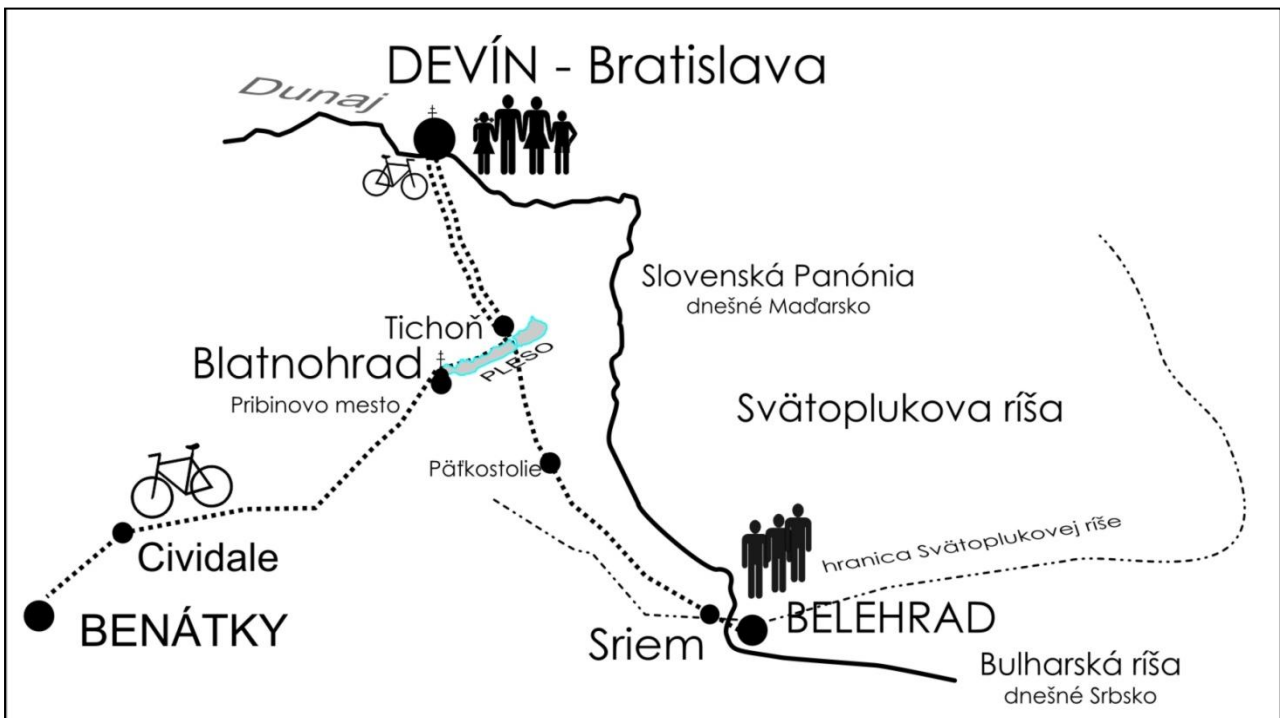 DEVÍN - Bratislava
Dunaj
Slovenská Panónia
dnešné Maďarsko
Tichoň
PLESO
Blatnohrad
Pribinovo mesto
Svätoplukova ríša
Päťkostolie
Cividale
hranica Svätoplukovej ríše
BENÁTKY
BELEHRAD
Sriem
Bulharská ríša
dnešné Srbsko